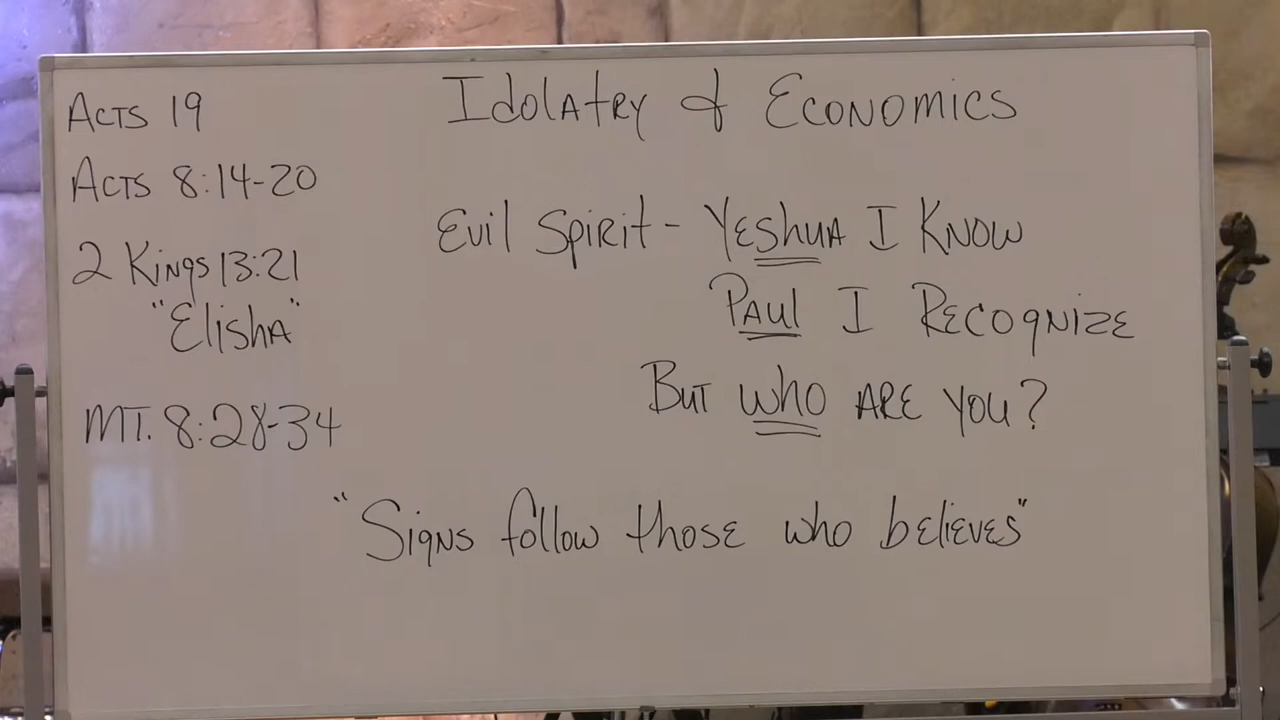 Acts 19
Acts 8:14-20
2 Kings 13:21
"Elisha"
MT. 8:28-34
Idolatry & Economics
Evil Spirit - Yeshua I Know
Paul I Recognize
But who are you?
"Signs follow those who believes"